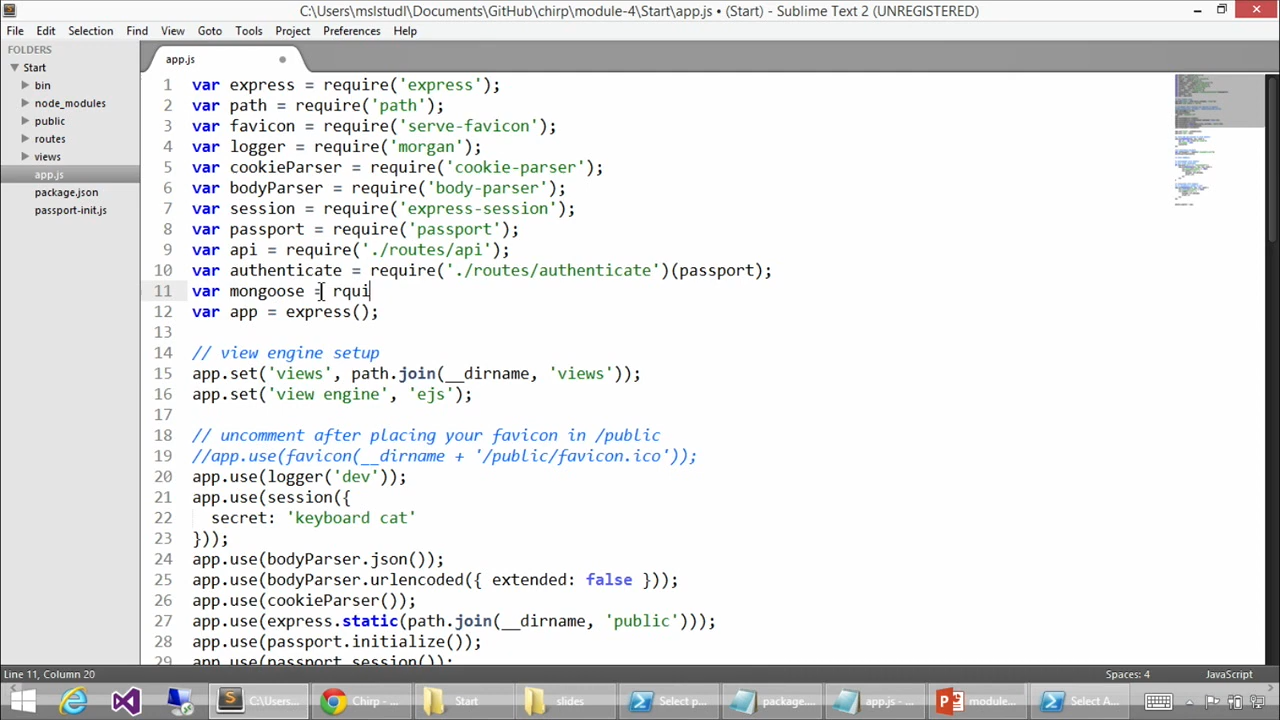 C:\Users\mslstudl\Documents\GitHub\chirp\module-4\Start\app.js • (Start) - Sublime Text 2 (UNREGISTERED)
File Edit Selection Find View Goto Tools Project Preferences Help
FOLDERS
Start
bin
node_modules
public
routes
views
app.js
package.json
passport-init.js
app.js
1 var express = require('express');
2 var path = require('path');
3 var favicon = require('serve-favicon');
4 var logger = require('morgan');
5 var cookieParser = require('cookie-parser');
6 var bodyParser = require('body-parser');
7 var session = require('express-session');
8 var passport = require('passport');
9 var api = require('./routes/api');
10 var authenticate = require('./routes/authenticate')(passport);
11 var mongoose = rqui
12 var app = express();
13
14 // view engine setup
15 app.set('views', path.join(__dirname, 'views'));
16 app.set('view engine', 'ejs');
17
18 // uncomment after placing your favicon in /public
19 //app.use(favicon(__dirname + '/public/favicon.ico'));
20 app.use(logger('dev'));
21 app.use(session({
22 secret: 'keyboard cat'
23 }));
24 app.use(bodyParser.json());
25 app.use(bodyParser.urlencoded({ extended: false }));
26 app.use(cookieParser());
27 app.use(express.static(path.join(__dirname, 'public')));
28 app.use(passport.initialize());
29 app.use(passport.session());
Line 11, Column 20 Spaces: 4 JavaScript
C:\Users... Chirp - ... Start slides Select p... package.... app.js - ... module... Select A...